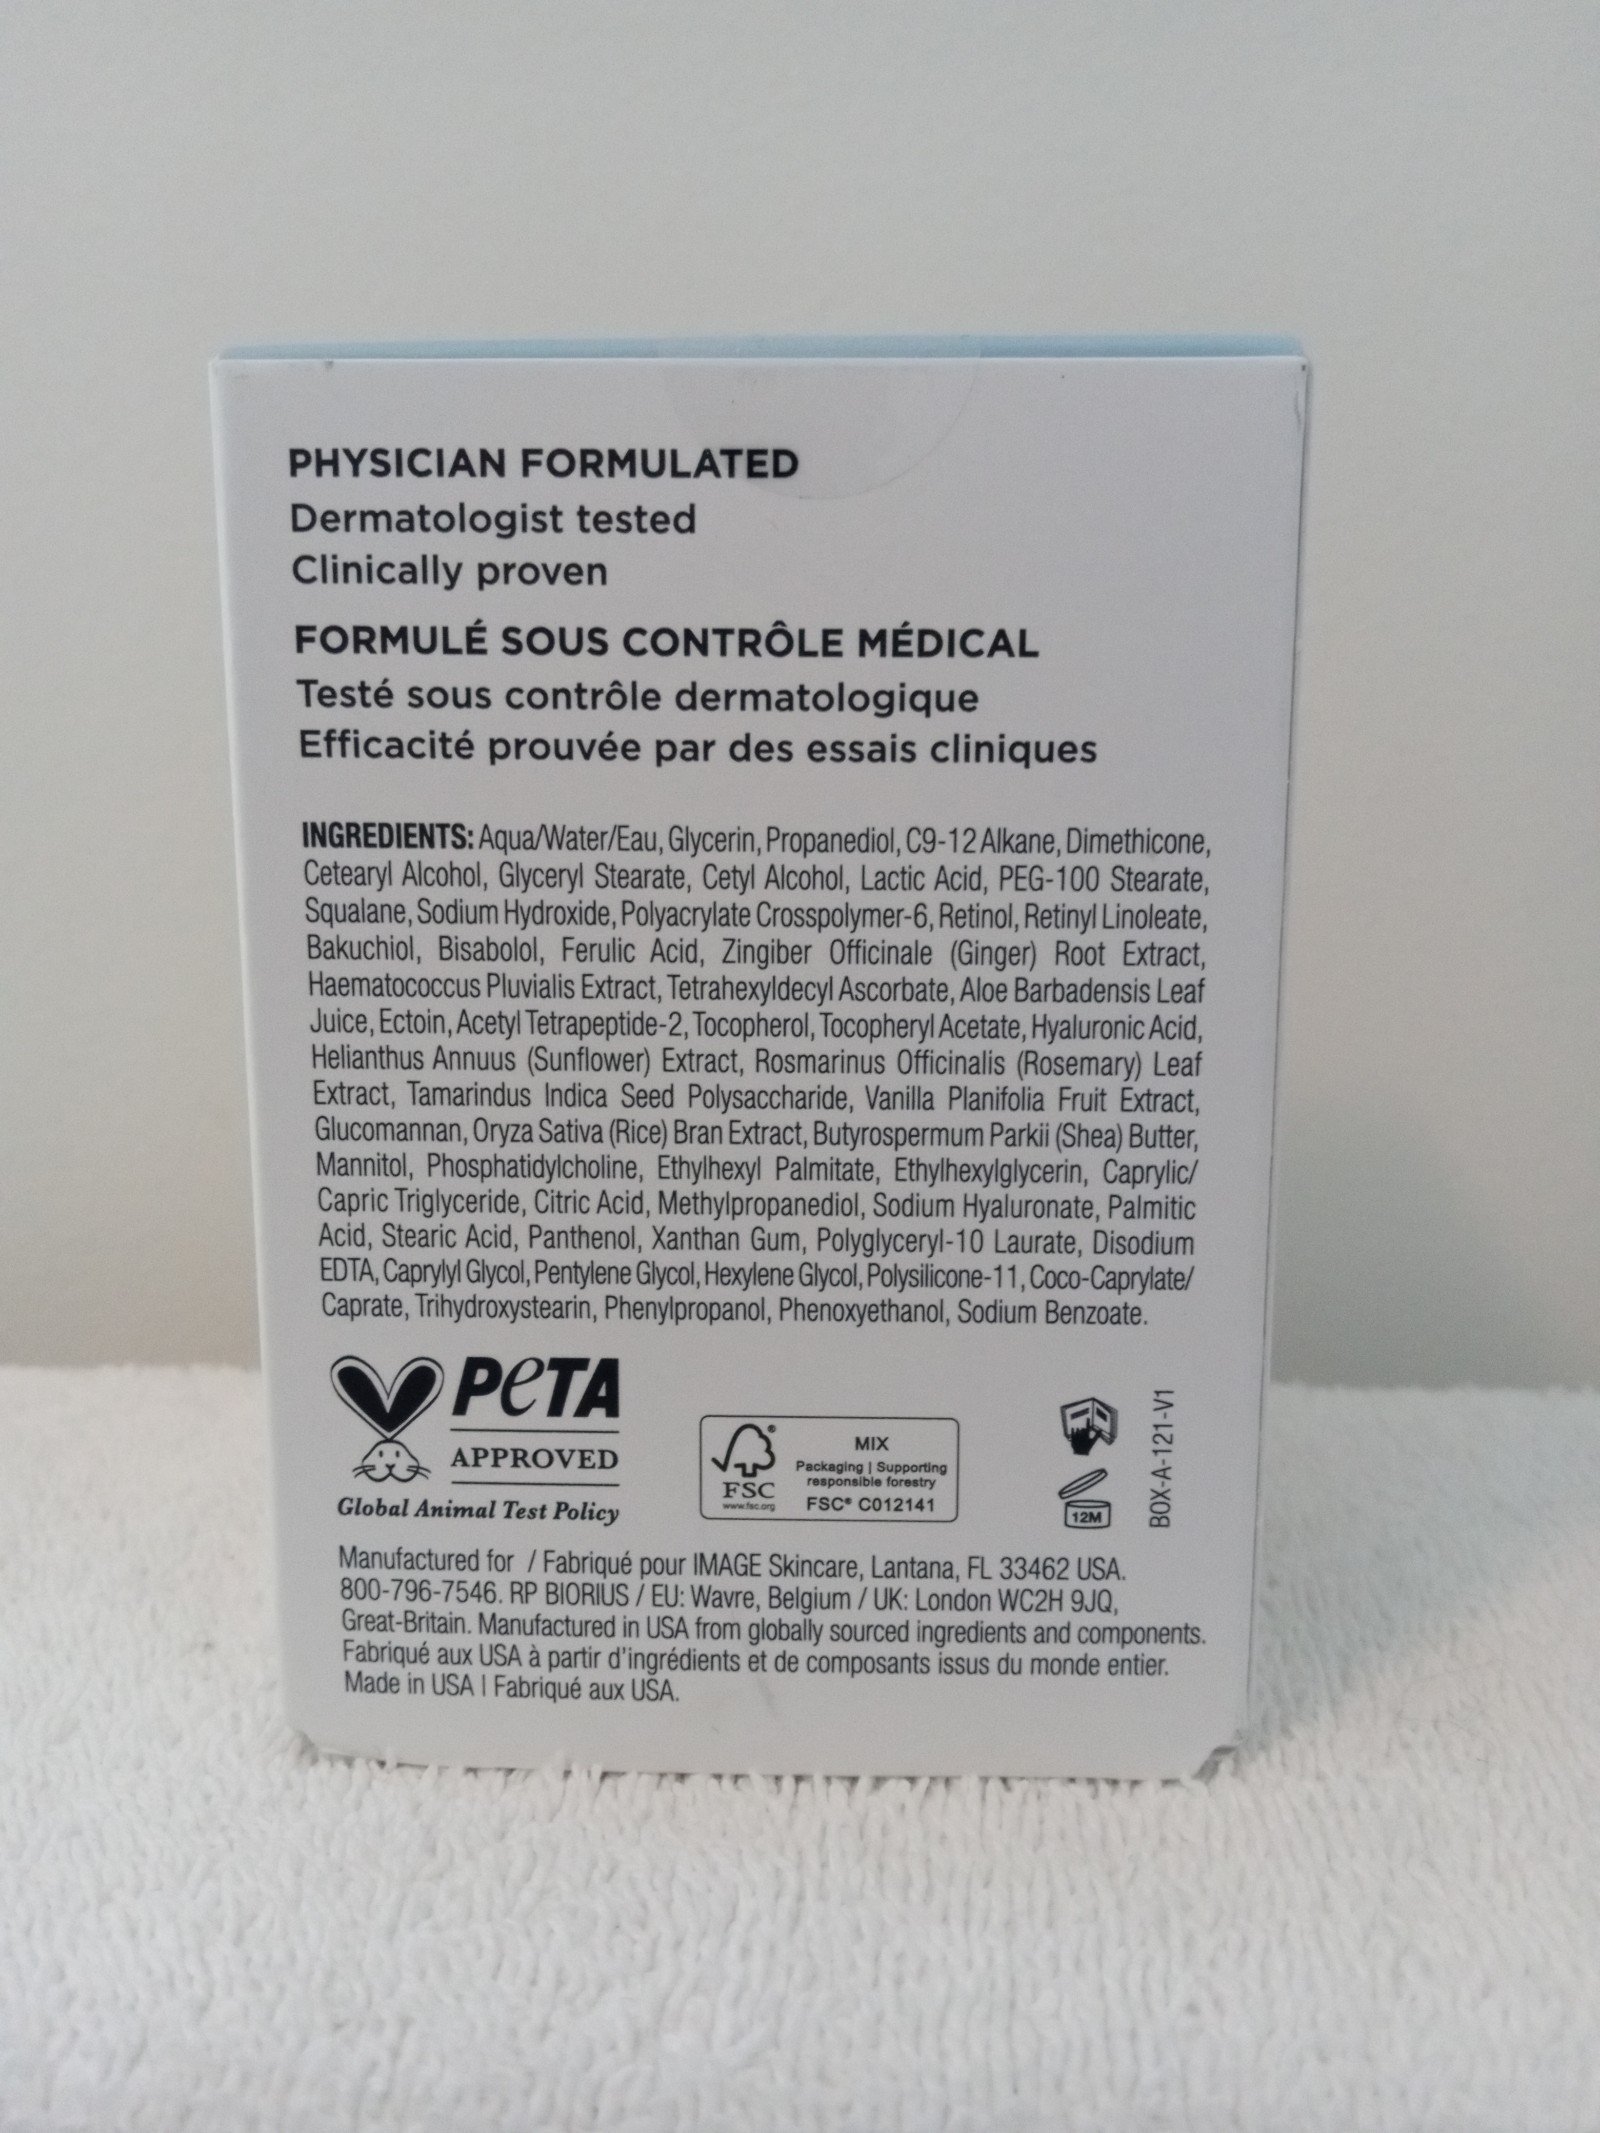 PHYSICIAN FORMULATED
Dermatologist tested
Clinically proven
FORMULÉ SOUS CONTRÔLE MÉDICAL
Testé sous contrôle dermatologique
Efficacité prouvée par des essais cliniques
INGREDIENTS: Aqua/Water/Eau, Glycerin, Propanediol, C9-12 Alkane, Dimethicone,
Cetearyl Alcohol, Glyceryl Stearate, Cetyl Alcohol, Lactic Acid, PEG-100 Stearate,
Squalane, Sodium Hydroxide, Polyacrylate Crosspolymer-6, Retinol, Retinyl Linoleate,
Bakuchiol, Bisabolol, Ferulic Acid, Zingiber Officinale (Ginger) Root Extract,
Haematococcus Pluvialis Extract, Tetrahexyldecyl Ascorbate, Aloe Barbadensis Leaf
Juice, Ectoin, Acetyl Tetrapeptide-2, Tocopherol, Tocopheryl Acetate, Hyaluronic Acid,
Helianthus Annuus (Sunflower) Extract, Rosmarinus Officinalis (Rosemary) Leaf
Extract, Tamarindus Indica Seed Polysaccharide, Vanilla Planifolia Fruit Extract,
Glucomannan, Oryza Sativa (Rice) Bran Extract, Butyrospermum Parkii (Shea) Butter,
Mannitol, Phosphatidylcholine, Ethylhexyl Palmitate, Ethylhexylglycerin, Caprylic/
Capric Triglyceride, Citric Acid, Methylpropanediol, Sodium Hyaluronate, Palmitic
Acid, Stearic Acid, Panthenol, Xanthan Gum, Polyglyceryl-10 Laurate, Disodium
EDTA, Caprylyl Glycol, Pentylene Glycol, Hexylene Glycol, Polysilicone-11, Coco-Caprylate/
Caprate, Trihydroxystearin, Phenylpropanol, Phenoxyethanol, Sodium Benzoate.
PeTA
APPROVED
Global Animal Test Policy
FSC
www.fsc.org
MIX
Packaging | Supporting
responsible forestry
FSC® C012141
12M
BOX-A-121-V1
Manufactured for / Fabriqué pour IMAGE Skincare, Lantana, FL 33462 USA.
800-796-7546. RP BIORIUS / EU: Wavre, Belgium / UK: London WC2H 9JQ,
Great-Britain. Manufactured in USA from globally sourced ingredients and components.
Fabriqué aux USA à partir d'ingrédients et de composants issus du monde entier.
Made in USA | Fabriqué aux USA.